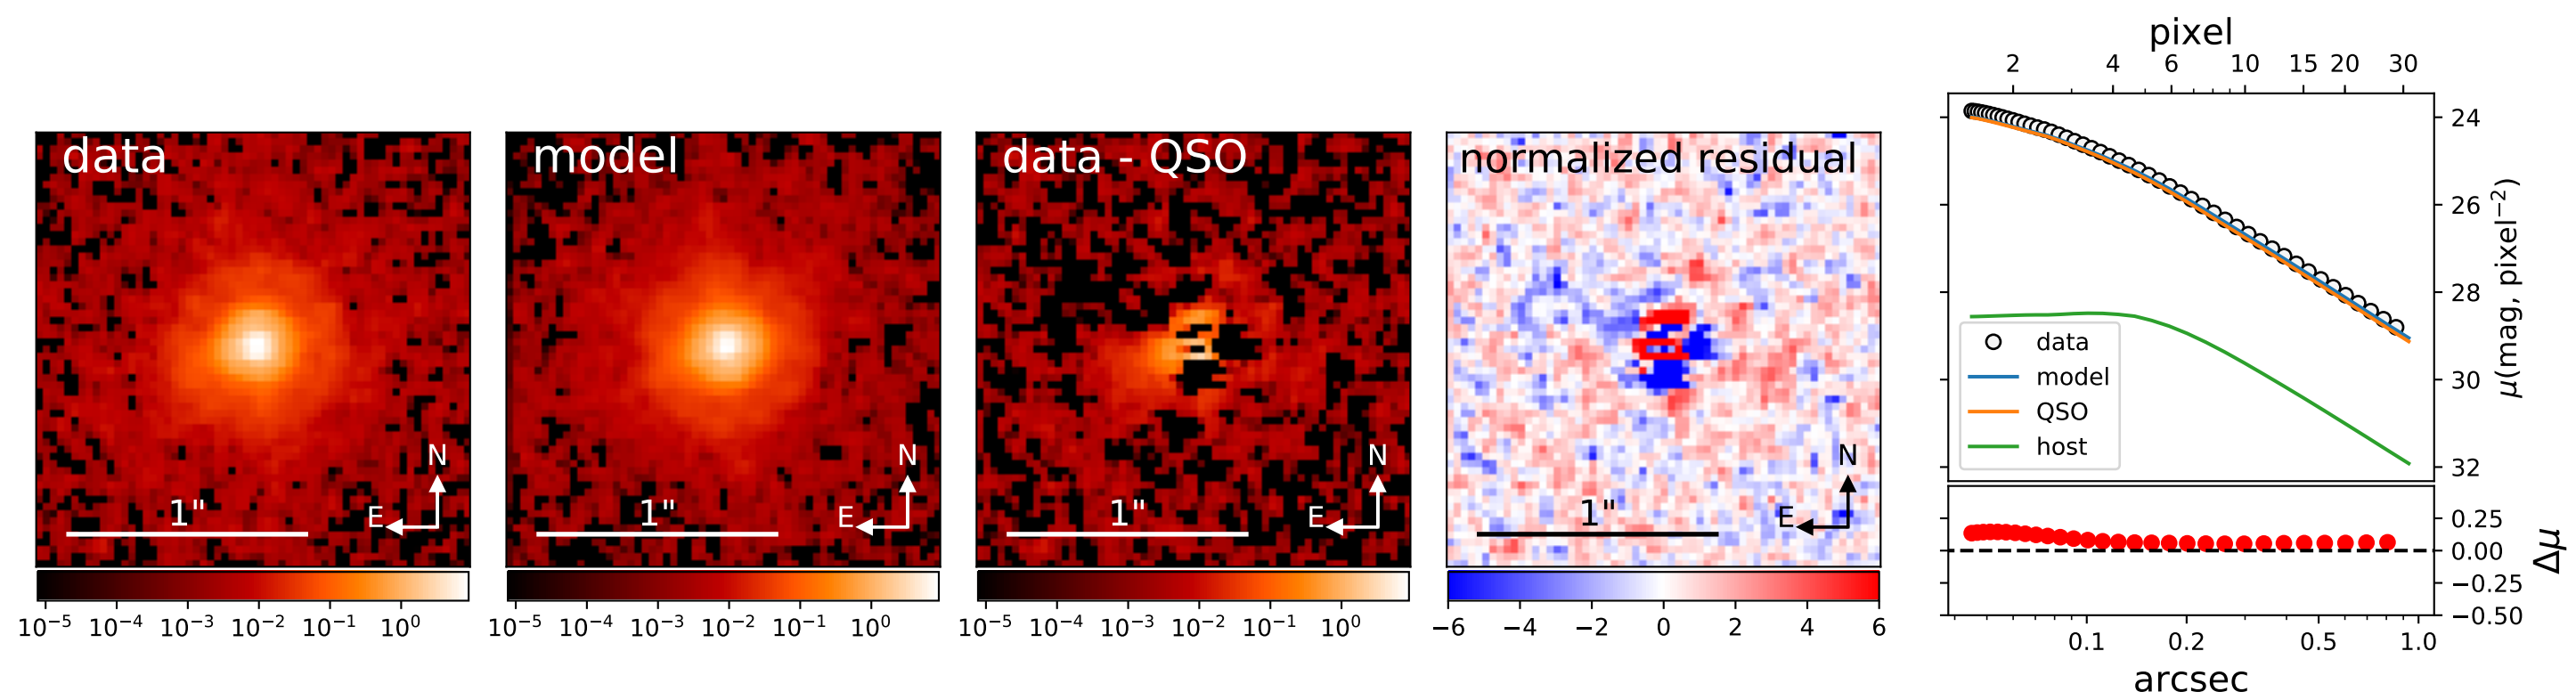 data
1"
N
E
10⁻⁵ 10⁻⁴ 10⁻³ 10⁻² 10⁻¹ 10⁰
model
1"
N
E
10⁻⁵ 10⁻⁴ 10⁻³ 10⁻² 10⁻¹ 10⁰
data - QSO
1"
N
E
10⁻⁵ 10⁻⁴ 10⁻³ 10⁻² 10⁻¹ 10⁰
normalized residual
1"
N
E
−6 −4 −2 0 2 4 6
pixel
2 4 6 10 15 20 30
24
26
28
30
32
μ(mag, pixel⁻²)
data
model
QSO
host
0.25
0.00
−0.25
−0.50
Δμ
0.1 0.2 0.5 1.0
arcsec